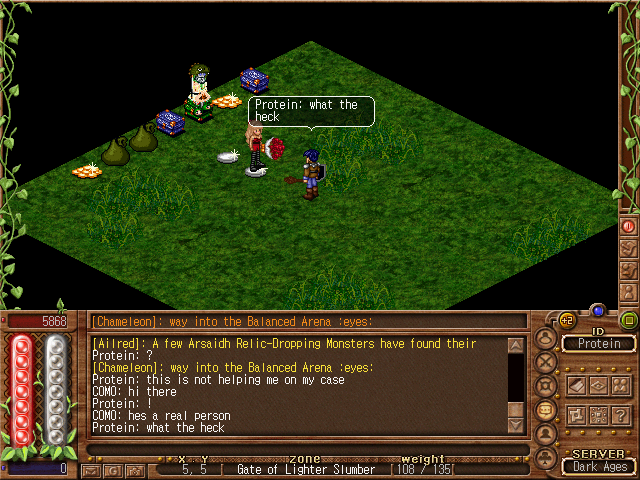 Protein: what the
heck
5868
[Chameleon]: way into the Balanced Arena :eyes:
+2
ID
Protein
[Ailred]: A few Arsaidh Relic-Dropping Monsters have found their
Protein: ?
[Chameleon]: way into the Balanced Arena :eyes:
Protein: this is not helping me on my case
COMO: hi there
Protein: !
COMO: hes a real person
Protein: what the heck
x y zone weight
0 5, 5 [ Gate of Lighter Slumber [108 / 135[
SERVER
Dark Ages